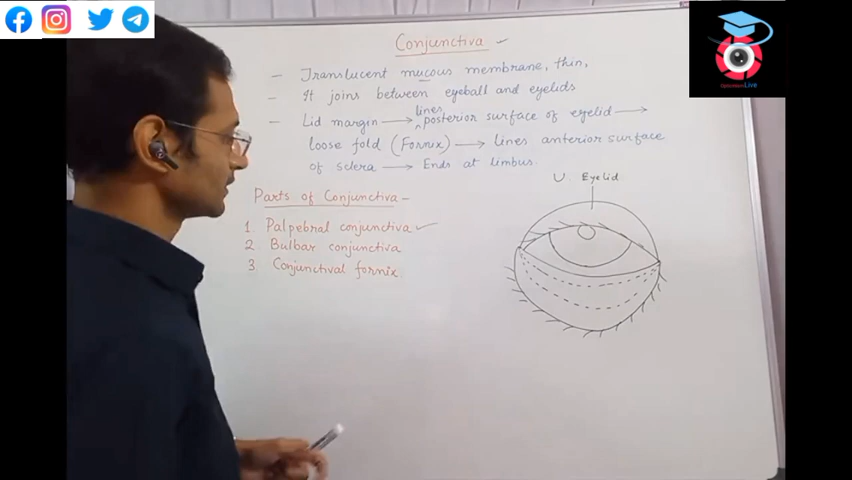 Conjunctiva -
- Translucent mucous membrane, thin,
- It joins between eyeball and eyelids
- Lid margin → lines posterior surface of eyelid →
loose fold (Fornix) → lines anterior surface
of sclera → Ends at limbus.
U. Eyelid
Parts of Conjunctiva -
1 Palpebral conjunctiva ✓
2 Bulbar conjunctiva
3 Conjunctival fornix